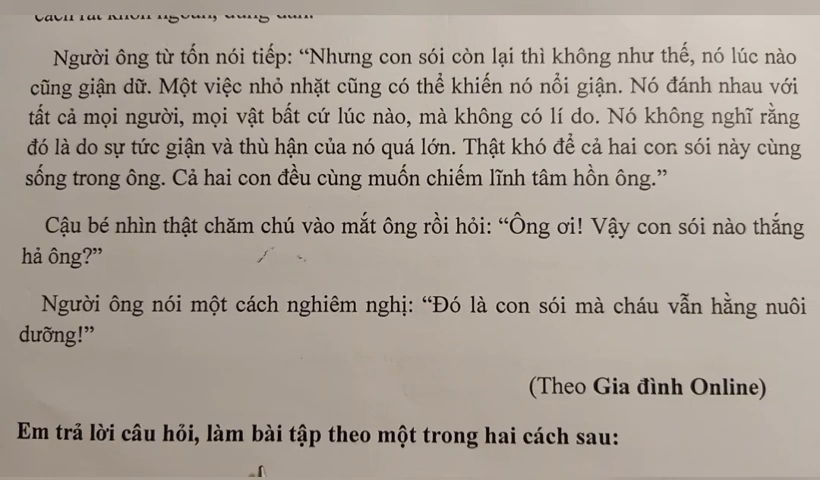 cách rất khôn ngoan, đúng đắn.
Người ông từ tốn nói tiếp: “Nhưng con sói còn lại thì không như thế, nó lúc nào
cũng giận dữ. Một việc nhỏ nhặt cũng có thể khiến nó nổi giận. Nó đánh nhau với
tất cả mọi người, mọi vật bất cứ lúc nào, mà không có lí do. Nó không nghĩ rằng
đó là do sự tức giận và thù hận của nó quá lớn. Thật khó để cả hai con sói này cùng
sống trong ông. Cả hai con đều cùng muốn chiếm lĩnh tâm hồn ông.”
Cậu bé nhìn thật chăm chú vào mắt ông rồi hỏi: “Ông ơi! Vậy con sói nào thắng
hả ông?”
Người ông nói một cách nghiêm nghị: “Đó là con sói mà cháu vẫn hằng nuôi
dưỡng!”
(Theo Gia đình Online)
Em trả lời câu hỏi, làm bài tập theo một trong hai cách sau: